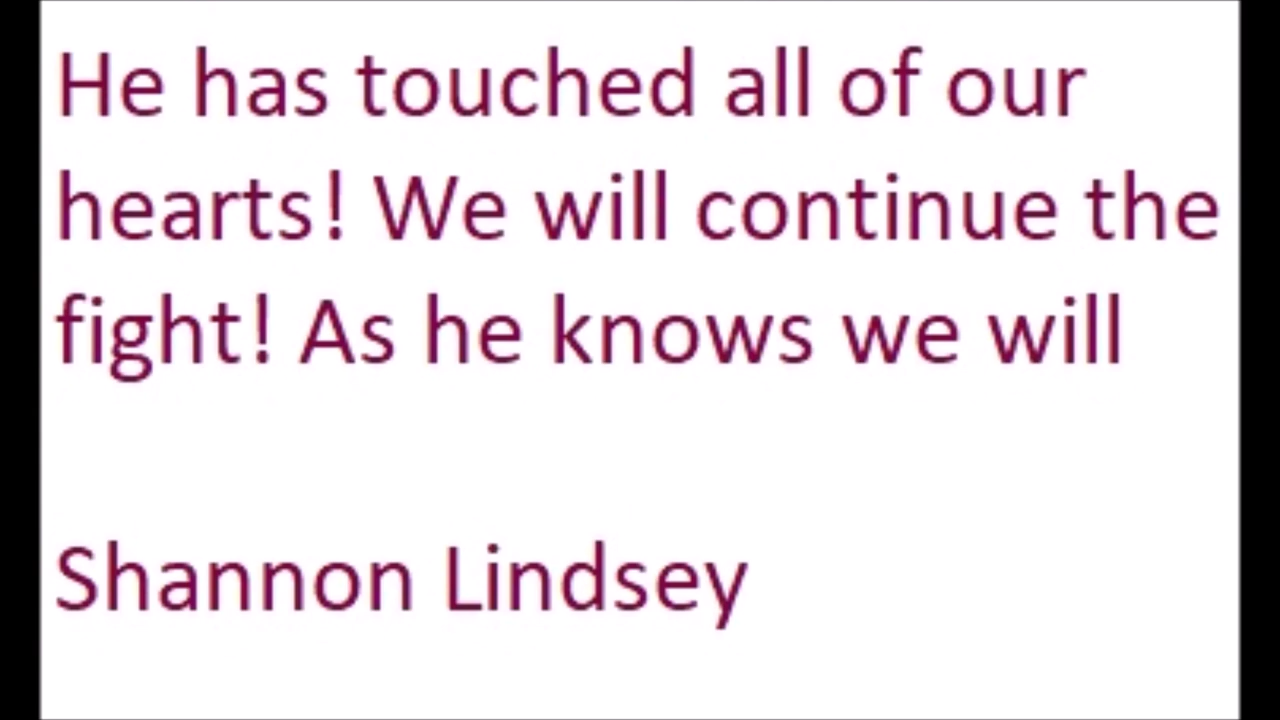 He has touched all of our
hearts! We will continue the
fight! As he knows we will
Shannon Lindsey